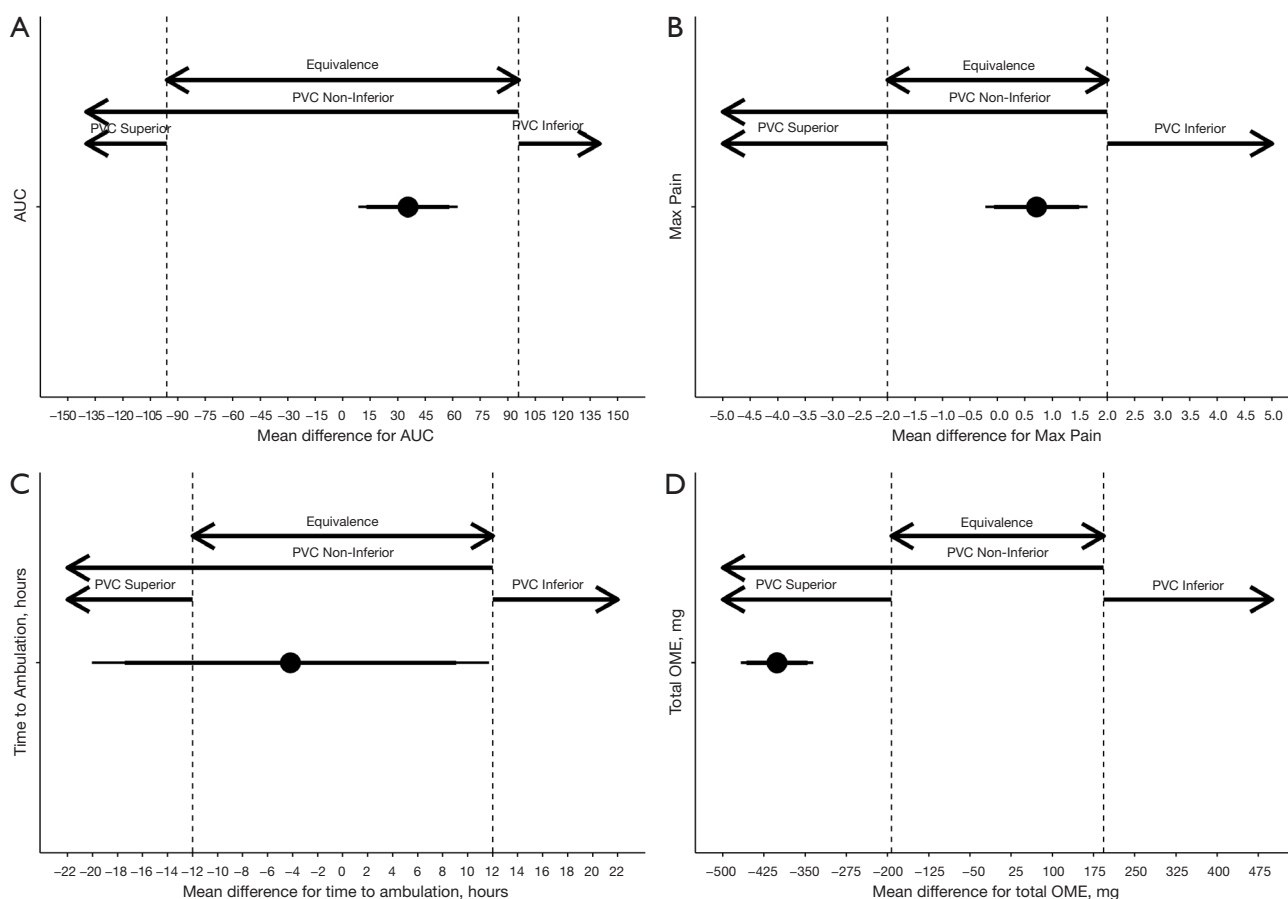 A
Equivalence
PVC Non-Inferior
PVC Superior
PVC Inferior
AUC
−150 −135 −120 −105 −90 −75 −60 −45 −30 −15 0 15 30 45 60 75 90 105 120 135 150
Mean difference for AUC
B
Equivalence
PVC Non-Inferior
PVC Superior
PVC Inferior
Max Pain
−5.0 −4.5 −4.0 −3.5 −3.0 −2.5 −2.0 −1.5 −1.0 −0.5 0.0 0.5 1.0 1.5 2.0 2.5 3.0 3.5 4.0 4.5 5.0
Mean difference for Max Pain
C
Equivalence
PVC Non-Inferior
PVC Superior
PVC Inferior
Time to Ambulation, hours
−22 −20 −18 −16 −14 −12 −10 −8 −6 −4 −2 0 2 4 6 8 10 12 14 16 18 20 22
Mean difference for time to ambulation, hours
D
Equivalence
PVC Non-Inferior
PVC Superior
PVC Inferior
Total OME, mg
−500 −425 −350 −275 −200 −125 −50 25 100 175 250 325 400 475
Mean difference for total OME, mg